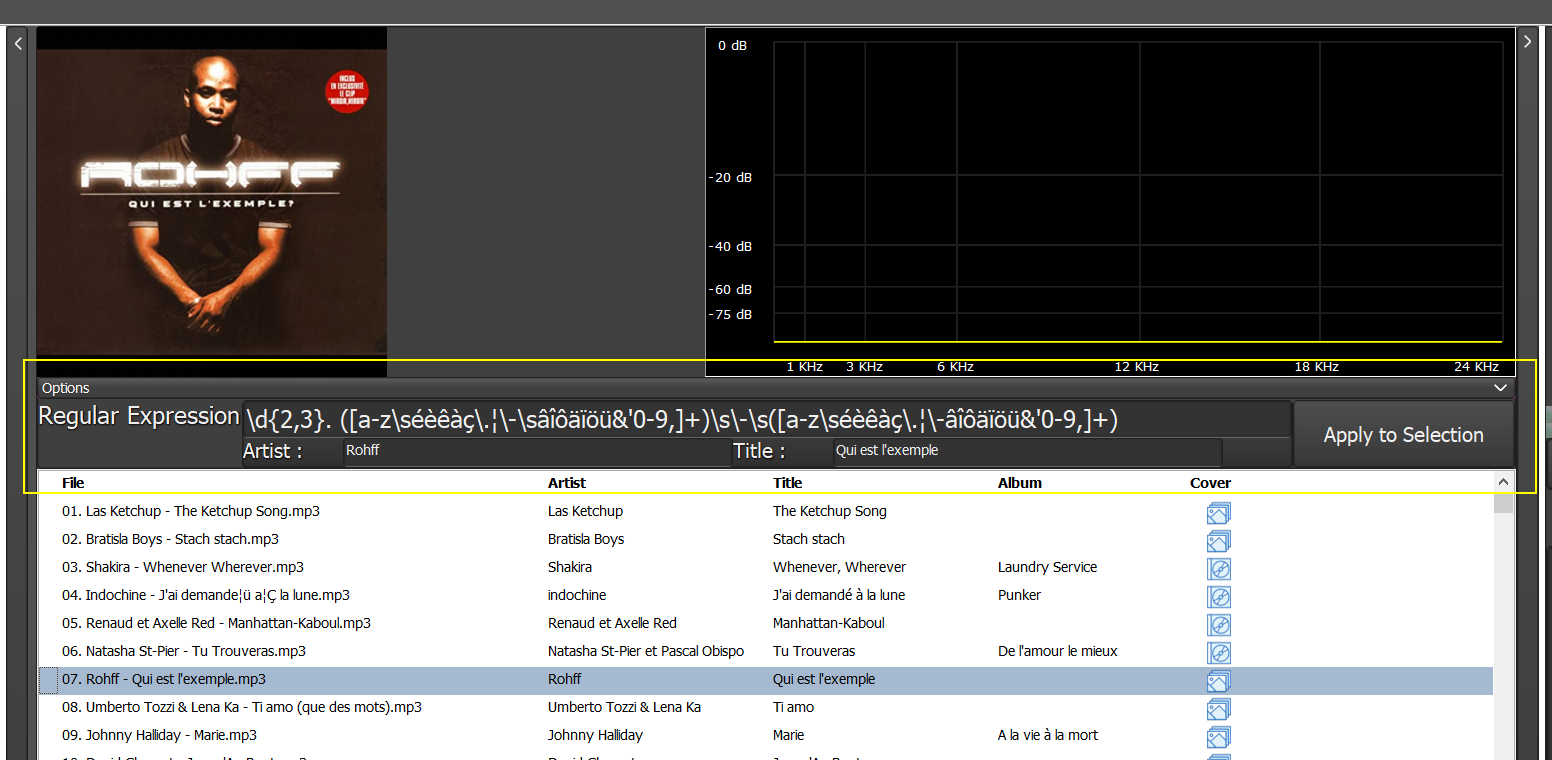 INCLUS
EN EXCLUSIVITÉ
LE CLIP
"MIROIR, MIROIR"
ROHFF
QUI EST L'EXEMPLE?
0 dB
-20 dB
-40 dB
-60 dB
-75 dB
1 KHz 3 KHz 6 KHz 12 KHz 18 KHz 24 KHz
Options
Regular Expression \d{2,3}. ([a-z\séèêàç\.¦\-\sâîôäïöü&'0-9,]+)\s\-\s([a-z\séèêàç\.¦\-âîôäïöü&'0-9,]+) Apply to Selection
Artist : Rohff Title : Qui est l'exemple
File Artist Title Album Cover
01. Las Ketchup - The Ketchup Song.mp3 Las Ketchup The Ketchup Song
02. Bratisla Boys - Stach stach.mp3 Bratisla Boys Stach stach
03. Shakira - Whenever Wherever.mp3 Shakira Whenever, Wherever Laundry Service
04. Indochine - J'ai demande¦ü a¦Ç la lune.mp3 indochine J'ai demandé à la lune Punker
05. Renaud et Axelle Red - Manhattan-Kaboul.mp3 Renaud et Axelle Red Manhattan-Kaboul
06. Natasha St-Pier - Tu Trouveras.mp3 Natasha St-Pier et Pascal Obispo Tu Trouveras De l'amour le mieux
07. Rohff - Qui est l'exemple.mp3 Rohff Qui est l'exemple
08. Umberto Tozzi & Lena Ka - Ti amo (que des mots).mp3 Umberto Tozzi & Lena Ka Ti amo
09. Johnny Halliday - Marie.mp3 Johnny Halliday Marie A la vie à la mort